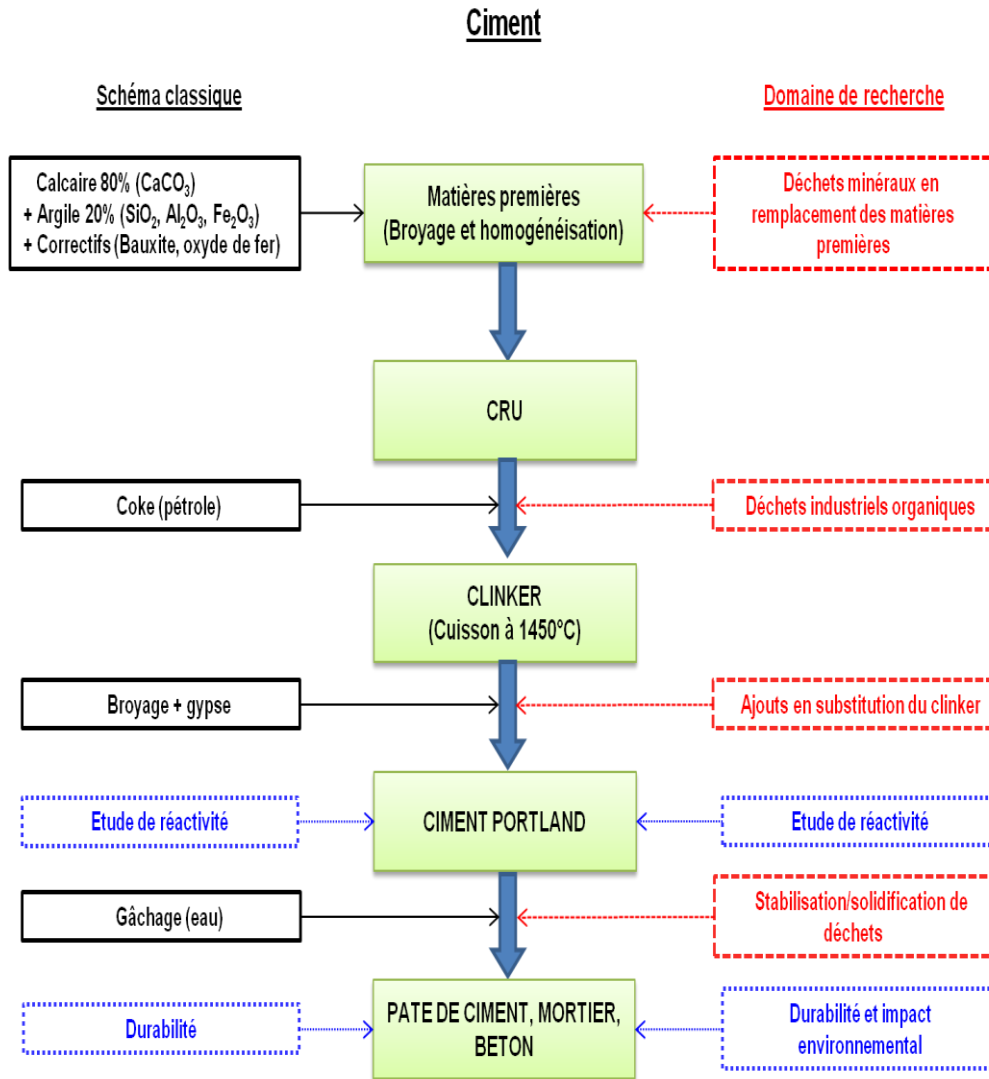 Ciment
Schéma classique
Domaine de recherche
Calcaire 80% (CaCO₃)
+ Argile 20% (SiO₂, Al₂O₃, Fe₂O₃)
+ Correctifs (Bauxite, oxyde de fer)
Matières premières
(Broyage et homogénéisation)
Déchets minéraux en
remplacement des matières
premières
CRU
Coke (pétrole)
Déchets industriels organiques
CLINKER
(Cuisson à 1450°C)
Broyage + gypse
Ajouts en substitution du clinker
Etude de réactivité
CIMENT PORTLAND
Etude de réactivité
Gâchage (eau)
Stabilisation/solidification de
déchets
Durabilité
PATE DE CIMENT, MORTIER,
BETON
Durabilité et impact
environnemental